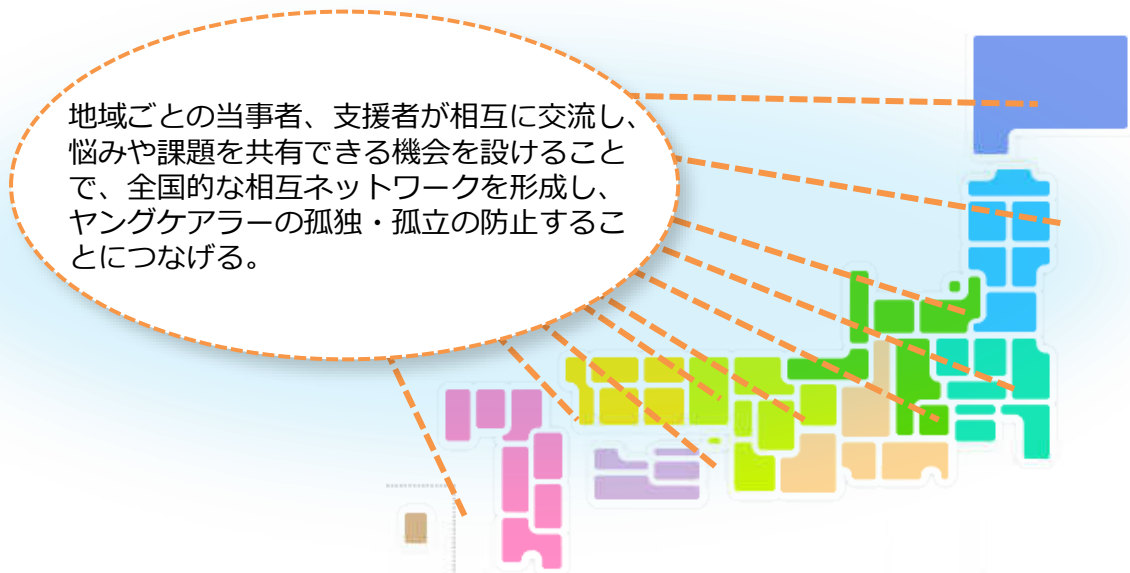 地域ごとの当事者、支援者が相互に交流し、
悩みや課題を共有できる機会を設けること
で、全国的な相互ネットワークを形成し、
ヤングケアラーの孤独・孤立の防止するこ
とにつなげる。